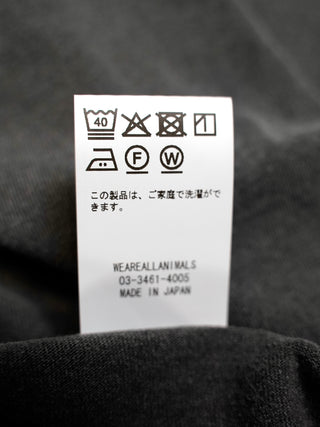 40
F W
この製品は、ご家庭で洗濯がで
きます。
WEAREALLANIMALS
03-3461-4005
MADE IN JAPAN